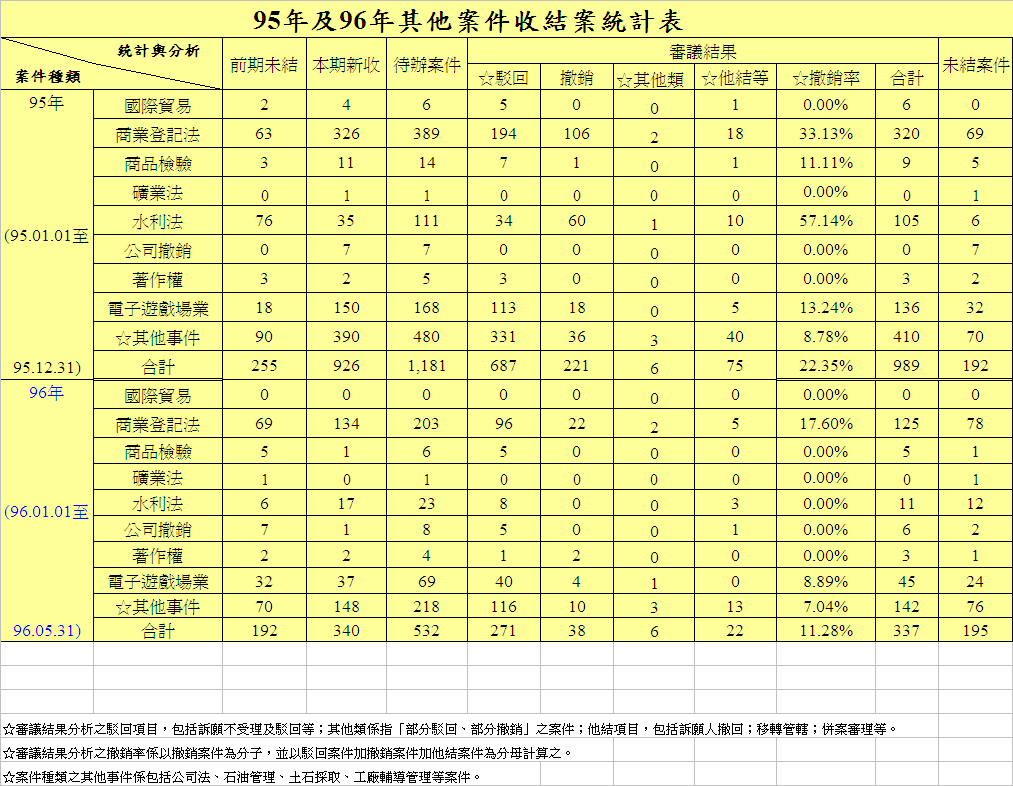 95年及96年其他案件收結案統計表
統計與分析 前期未結 本期新收 待辦案件 審議結果 未結案件
案件種類 ☆駁回 撤銷 ☆其他類 ☆他結等 ☆撤銷率 合計
95年 國際貿易 2 4 6 5 0 0 1 0.00% 6 0
商業登記法 63 326 389 194 106 2 18 33.13% 320 69
商品檢驗 3 11 14 7 1 0 1 11.11% 9 5
礦業法 0 1 1 0 0 0 0 0.00% 0 1
(95.01.01至 水利法 76 35 111 34 60 1 10 57.14% 105 6
公司撤銷 0 7 7 0 0 0 0 0.00% 0 7
著作權 3 2 5 3 0 0 0 0.00% 3 2
電子遊戲場業 18 150 168 113 18 0 5 13.24% 136 32
☆其他事件 90 390 480 331 36 3 40 8.78% 410 70
95.12.31) 合計 255 926 1,181 687 221 6 75 22.35% 989 192
96年 國際貿易 0 0 0 0 0 0 0 0.00% 0 0
商業登記法 69 134 203 96 22 2 5 17.60% 125 78
商品檢驗 5 1 6 5 0 0 0 0.00% 5 1
礦業法 1 0 1 0 0 0 0 0.00% 0 1
(96.01.01至 水利法 6 17 23 8 0 0 3 0.00% 11 12
公司撤銷 7 1 8 5 0 0 1 0.00% 6 2
著作權 2 2 4 1 2 0 0 0.00% 3 1
電子遊戲場業 32 37 69 40 4 1 0 8.89% 45 24
☆其他事件 70 148 218 116 10 3 13 7.04% 142 76
96.05.31) 合計 192 340 532 271 38 6 22 11.28% 337 195
☆審議結果分析之駁回項目，包括訴願不受理及駁回等；其他類係指「部分駁回、部分撤銷」之案件；他結項目，包括訴願人撤回；移轉管轄；併案審理等。
☆審議結果分析之撤銷率係以撤銷案件為分子，並以駁回案件加撤銷案件加他結案件為分母計算之。
☆案件種類之其他事件係包括公司法、石油管理、土石採取、工廠輔導管理等案件。